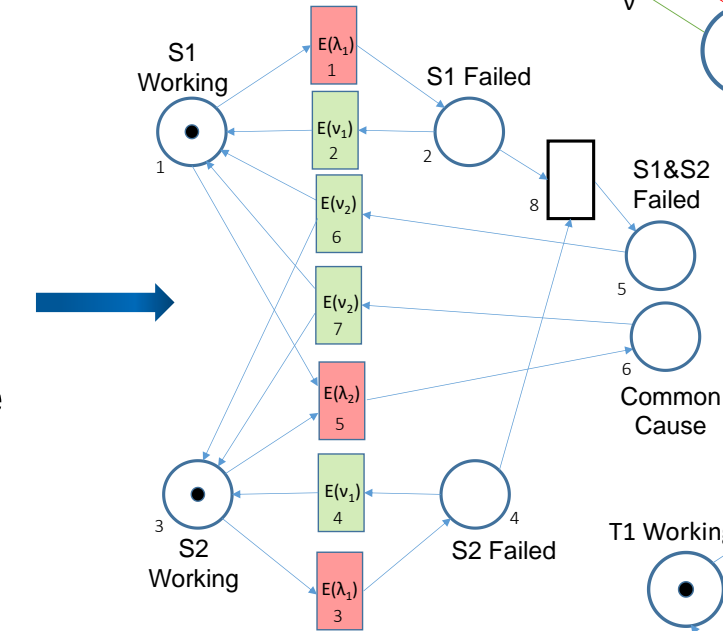 ν
S1
Working
1
E(λ₁)
1
S1 Failed
2
E(ν₁)
2
8
S1&S2
Failed
5
E(ν₂)
6
E(ν₂)
7
6
Common
Cause
E(λ₂)
5
e
3
S2
Working
E(ν₁)
4
4
S2 Failed
E(λ₁)
3
T1 Working